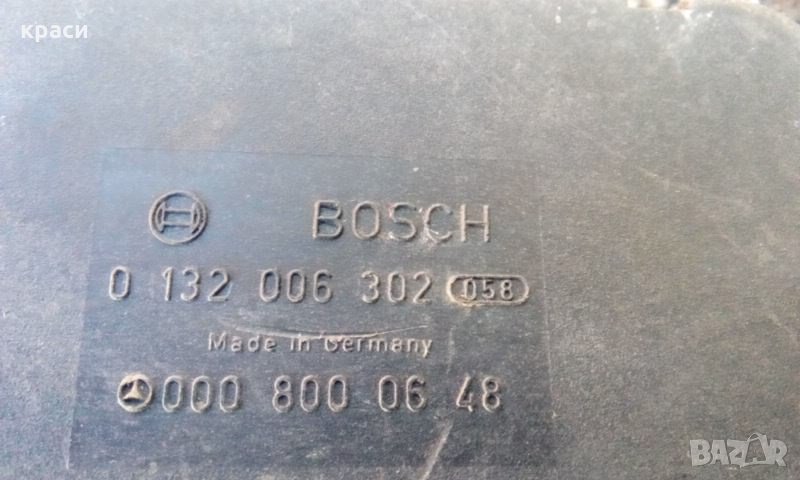 краси
BOSCH
0 132 006 302 058
Made in Germany
000 800 06 48
BAZAR